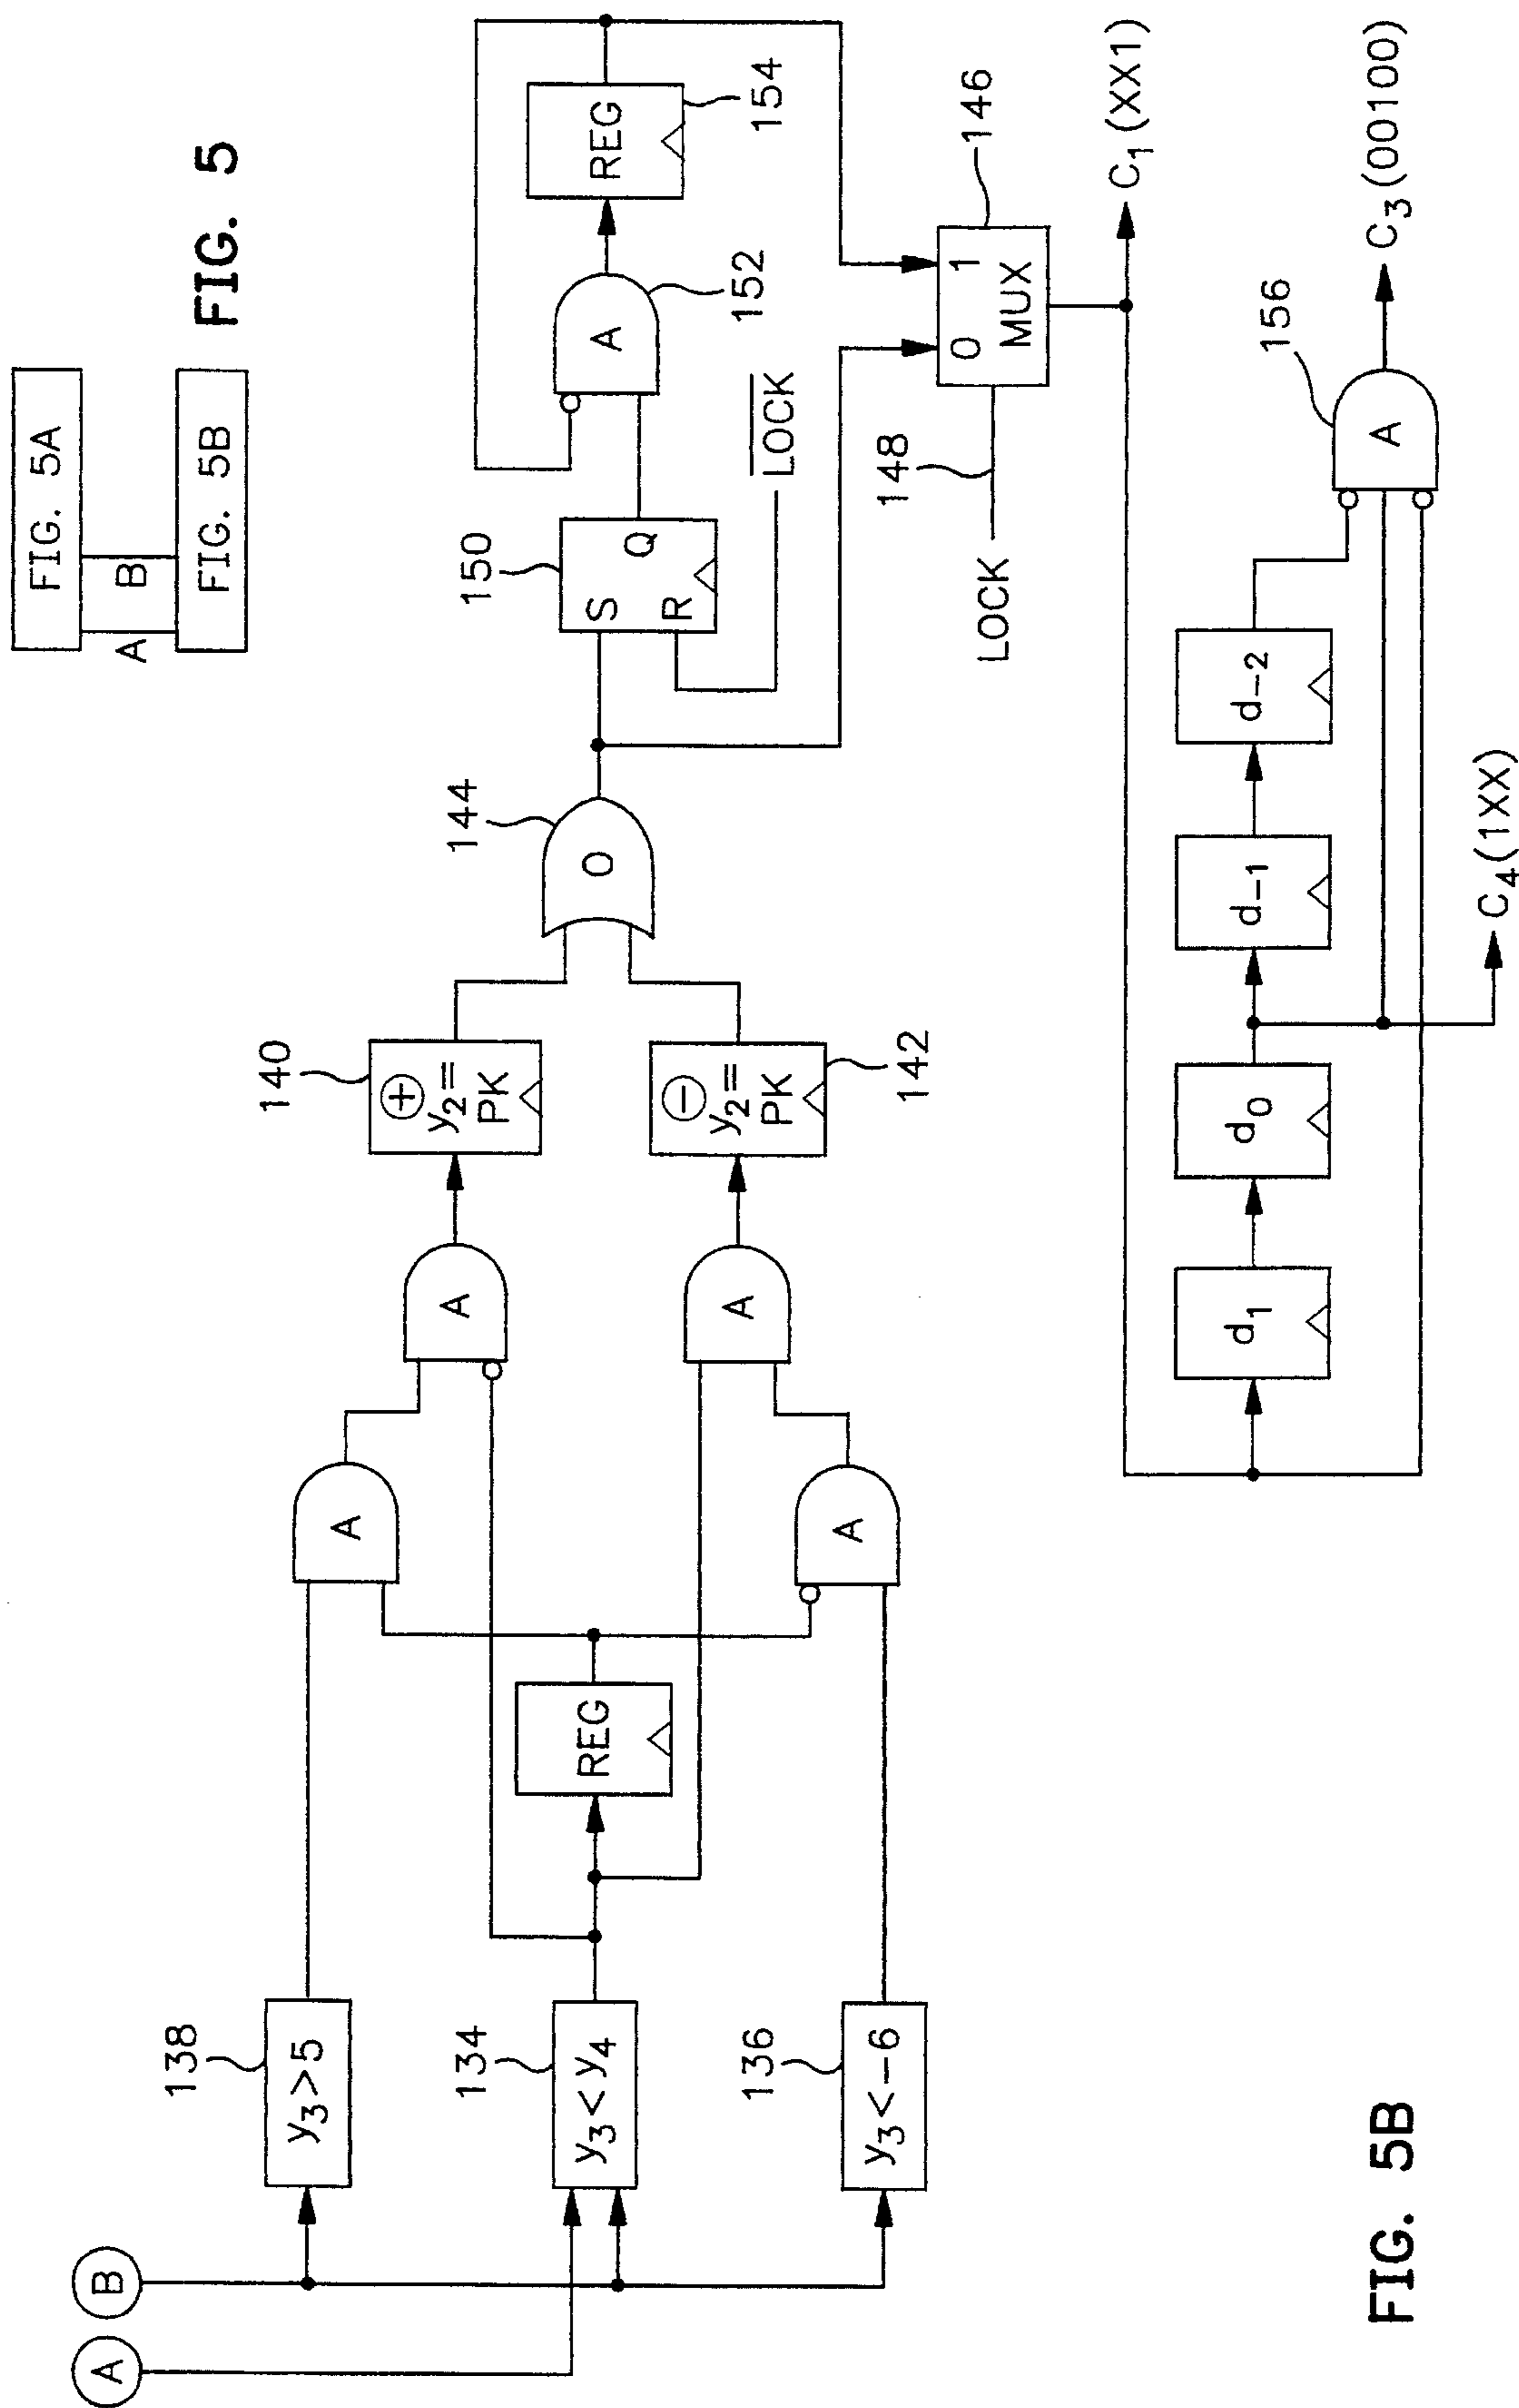 FIG. 5A
A B
FIG. 5B
FIG. 5
A
B
138
y3>5
134
y3<y4
136
y3<-6
REG
A
A
A
A
140
⊕
y2=
PK
⊖
y2=
PK
142
144
O
150
S
R
Q
LOCK
A
152
REG
154
148
LOCK
0 1
MUX
146
C1(XX1)
d1
d0
d-1
d-2
C4(1XX)
A
156
C3(00100)
FIG. 5B